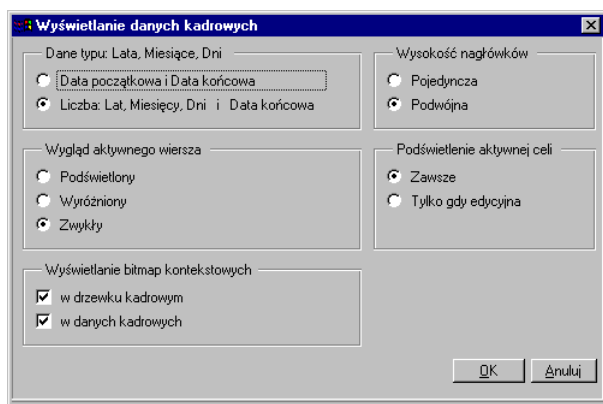 Wyświetlanie danych kadrowych
Dane typu: Lata, Miesiące, Dni
Data początkowa i Data końcowa
Liczba: Lat, Miesięcy, Dni i Data końcowa
Wysokość nagłówków
Pojedyncza
Podwójna
Wygląd aktywnego wiersza
Podświetlony
Wyróżniony
Zwykły
Podświetlenie aktywnej celi
Zawsze
Tylko gdy edycyjna
Wyświetlanie bitmap kontekstowych
w drzewku kadrowym
w danych kadrowych
OK
Anuluj